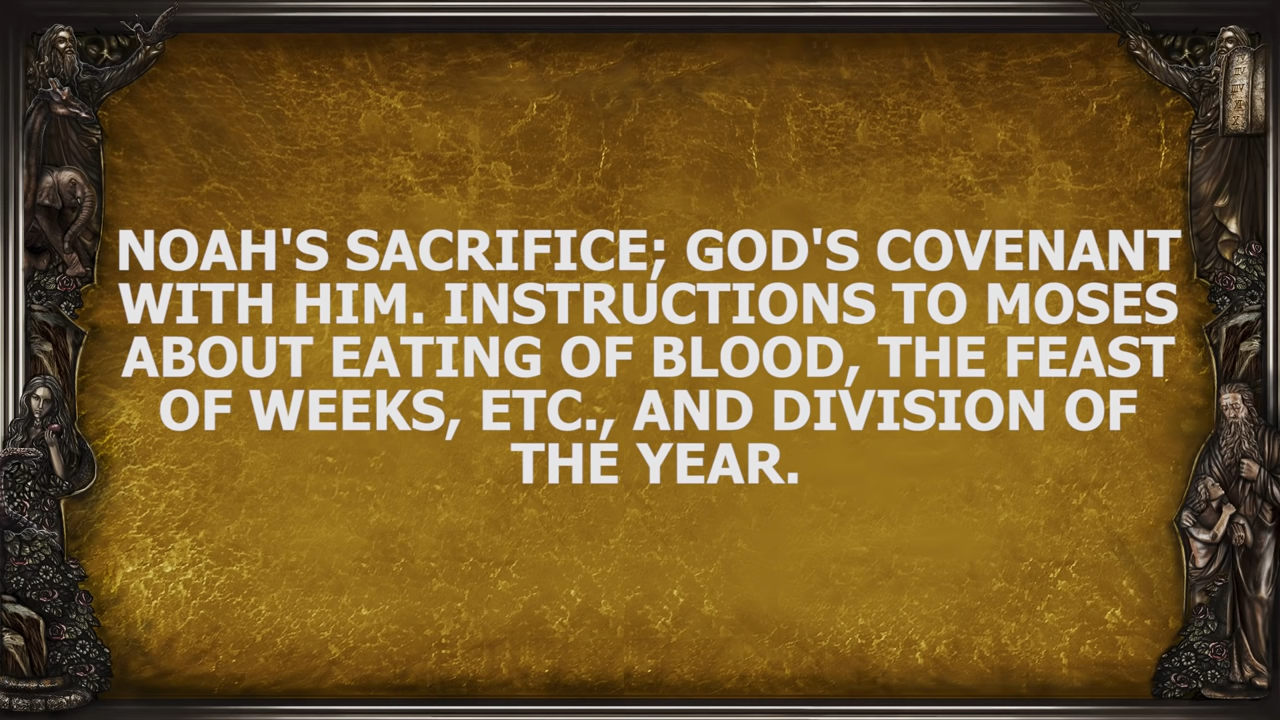 NOAH'S SACRIFICE; GOD'S COVENANT
WITH HIM. INSTRUCTIONS TO MOSES
ABOUT EATING OF BLOOD, THE FEAST
OF WEEKS, ETC., AND DIVISION OF
THE YEAR.